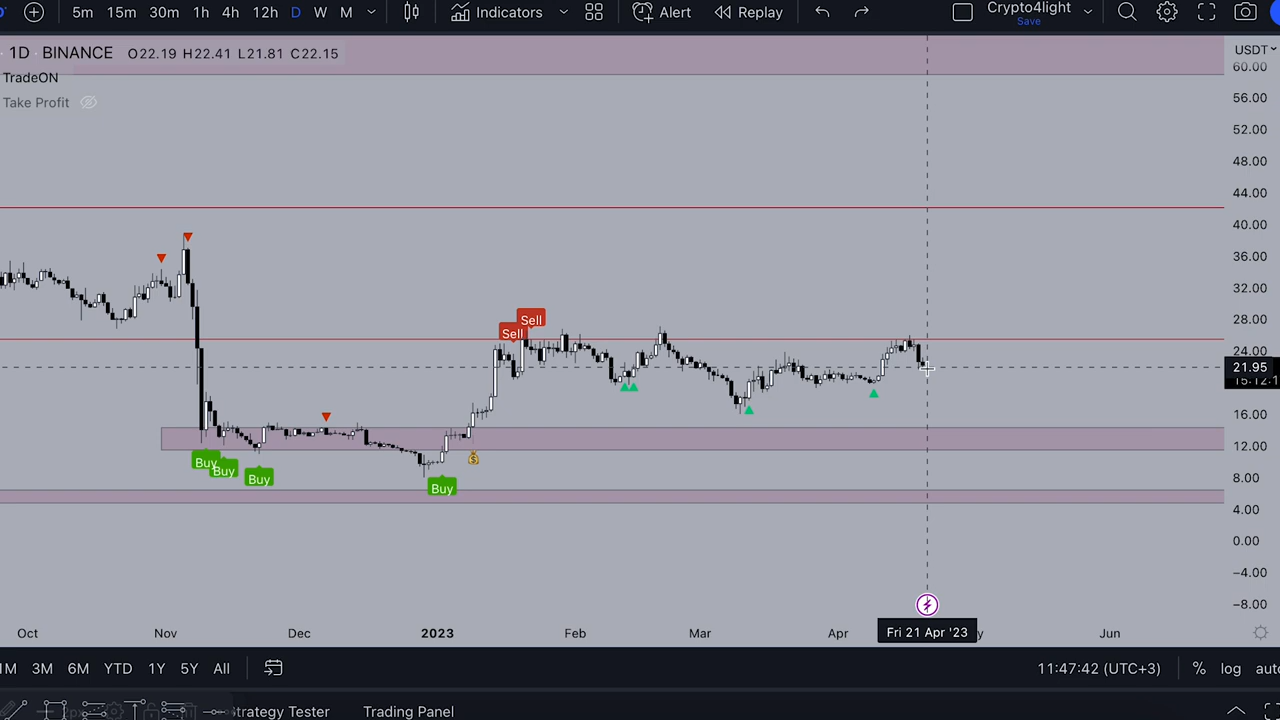 5m 15m 30m 1h 4h 12h D W M Indicators Alert Replay Crypto4light
Save
1D BINANCE O22.19 H22.41 L21.81 C22.15
TradeON
Take Profit
USDT
60.00
56.00
52.00
48.00
44.00
40.00
36.00
32.00
28.00
24.00
21.95
16.00
12.00
8.00
4.00
0.00
−4.00
−8.00
Sell
Sell
Buy
Buy
Buy
Buy
Oct Nov Dec 2023 Feb Mar Apr Fri 21 Apr '23 Jun
1M 3M 6M YTD 1Y 5Y All 11:47:42 (UTC+3) % log auto
trategy Tester Trading Panel